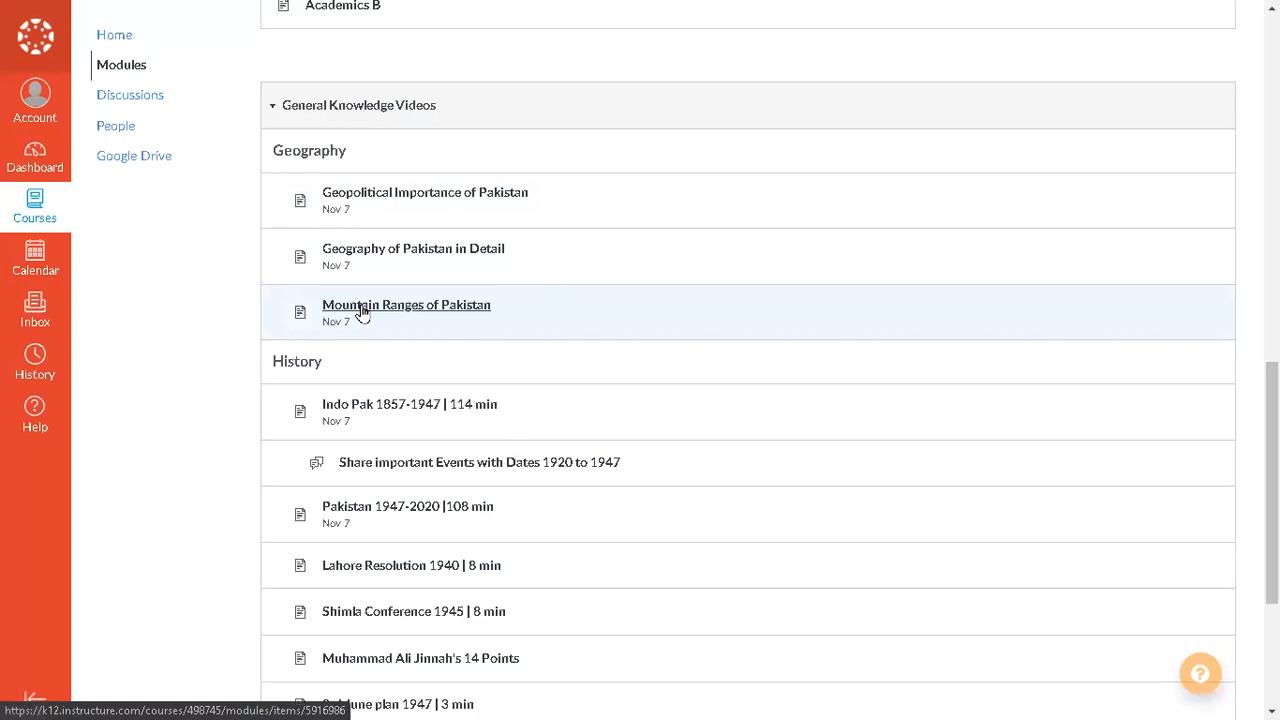 Academics B
Home
Modules
Discussions
People
Google Drive
Account
Dashboard
Courses
Calendar
Inbox
History
Help
General Knowledge Videos
Geography
Geopolitical Importance of Pakistan
Nov 7
Geography of Pakistan in Detail
Nov 7
Mountain Ranges of Pakistan
Nov 7
History
Indo Pak 1857-1947 | 114 min
Nov 7
Share important Events with Dates 1920 to 1947
Pakistan 1947-2020 |108 min
Nov 7
Lahore Resolution 1940 | 8 min
Shimla Conference 1945 | 8 min
Muhammad Ali Jinnah's 14 Points
June plan 1947 | 3 min
https://k12.instructure.com/courses/498745/modules/items/5916986